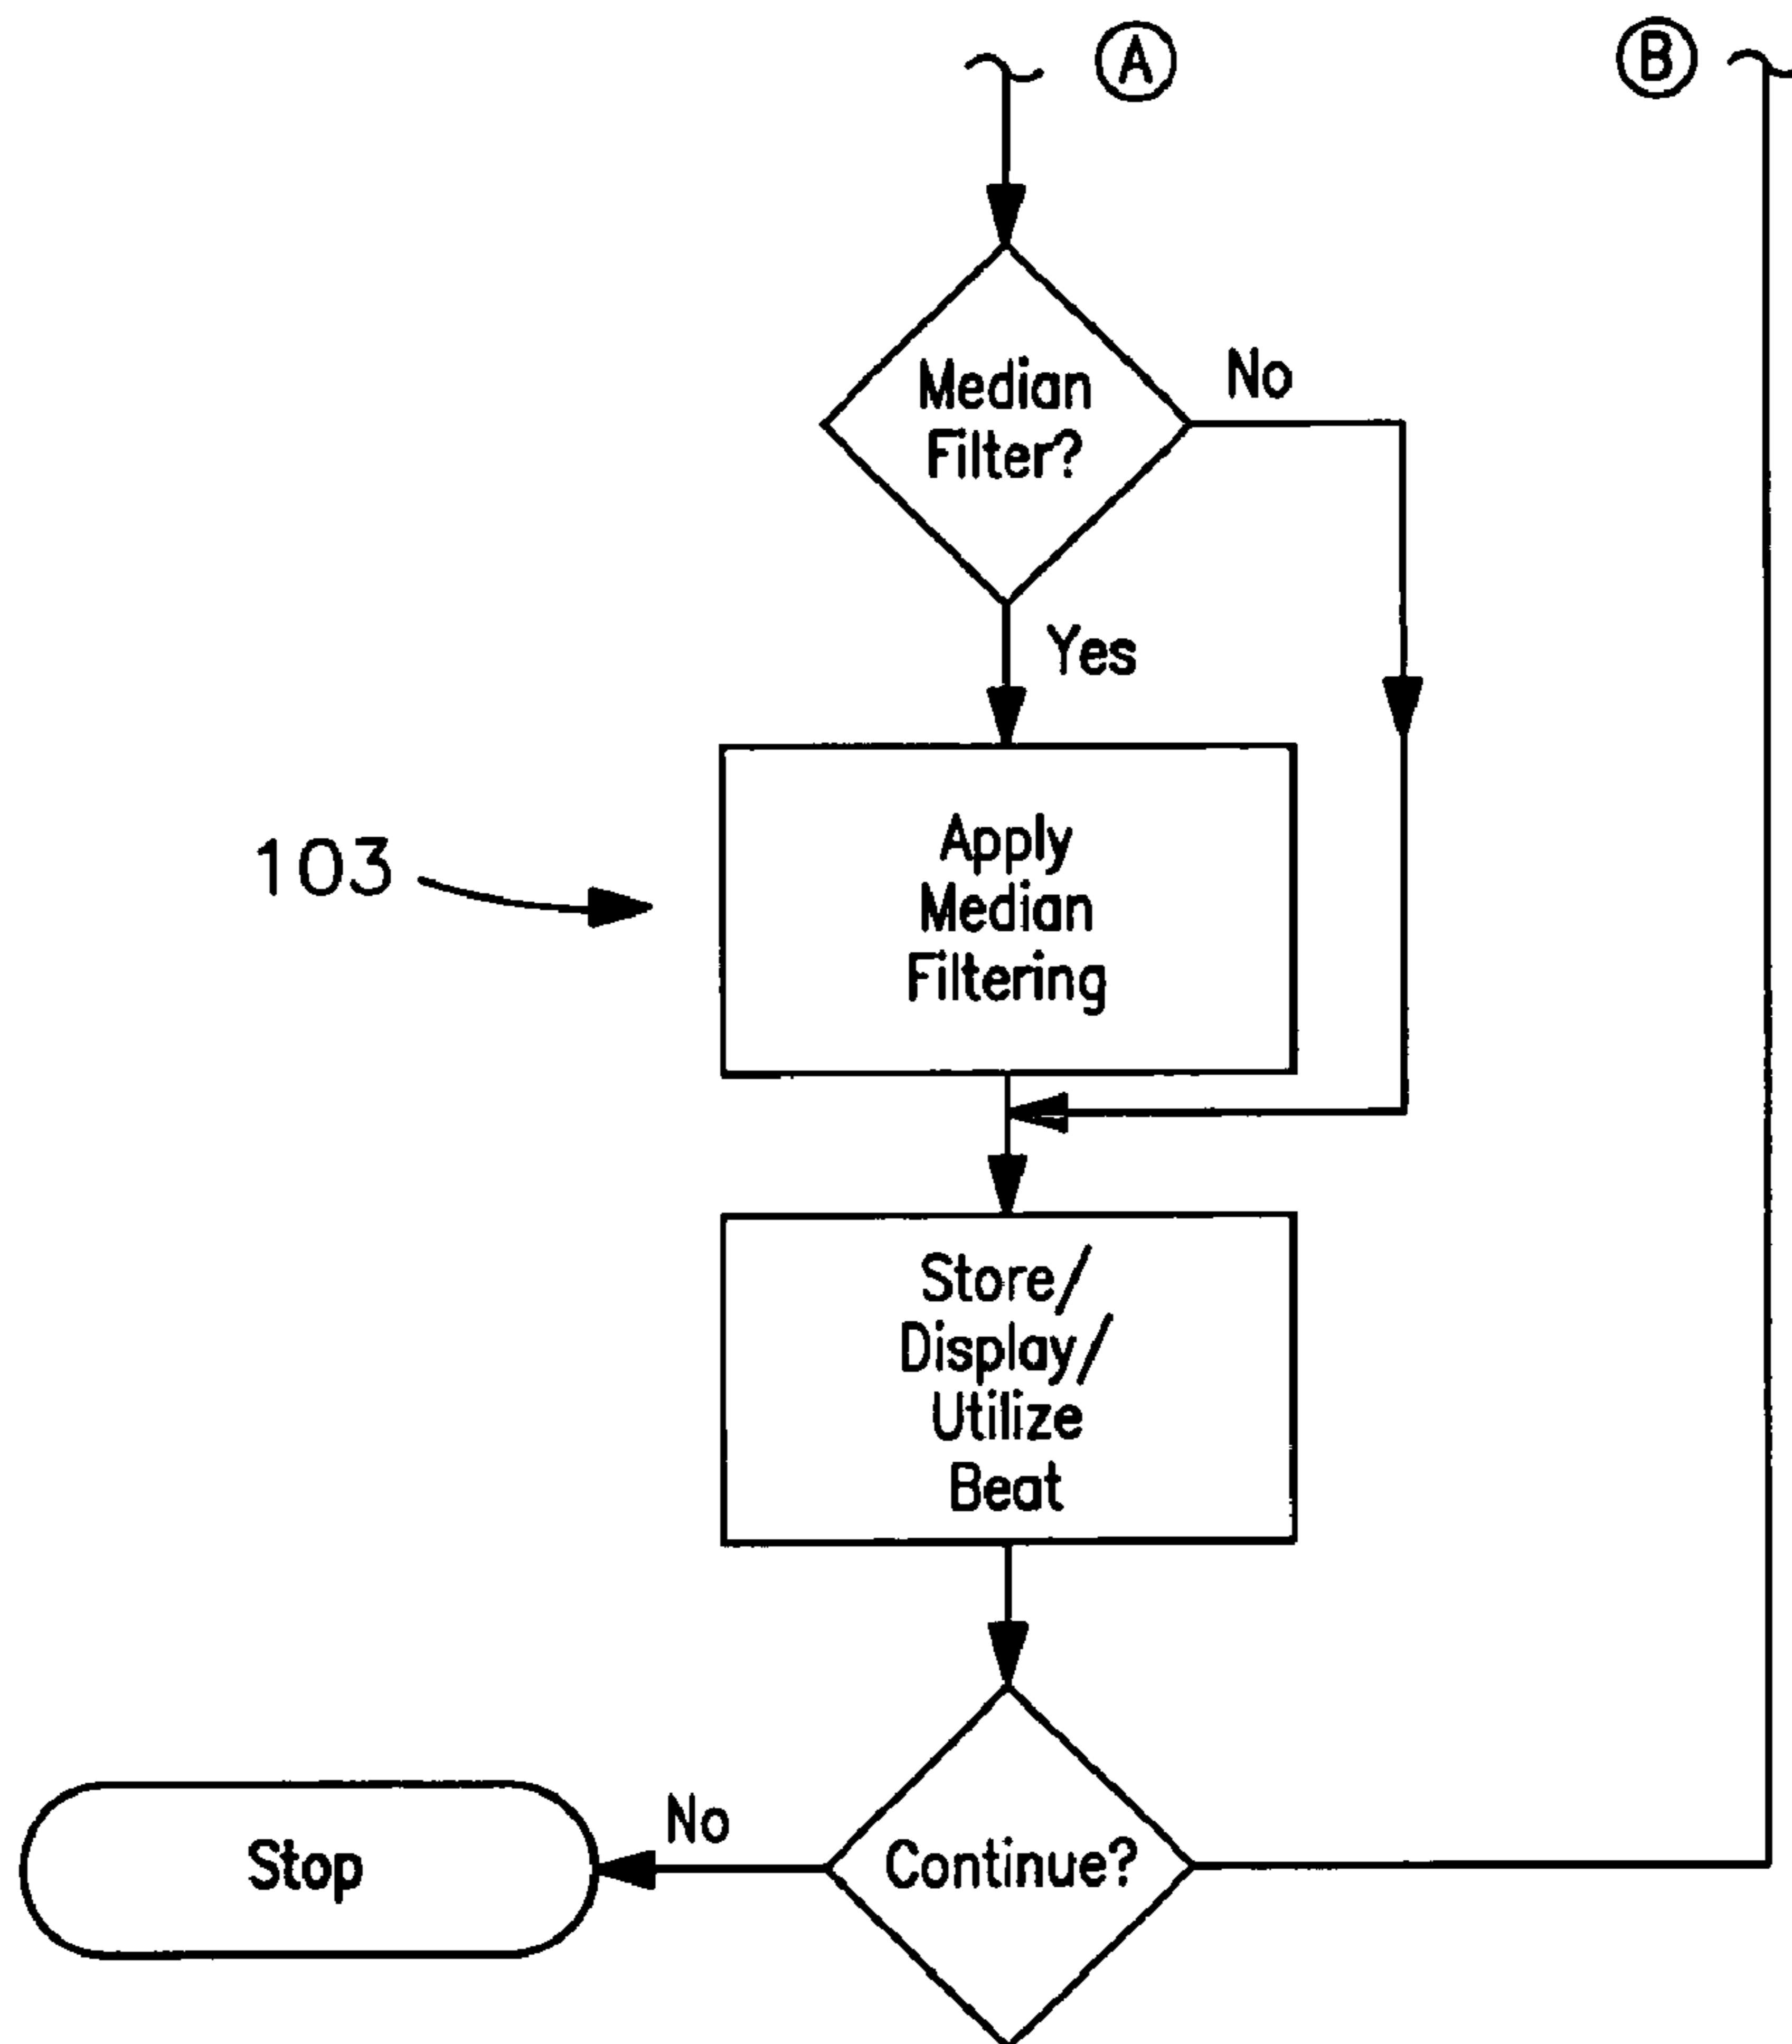 A
B
Median
Filter?
No
Yes
103
Apply
Median
Filtering
Store/
Display/
Utilize
Beat
No
Continue?
Stop